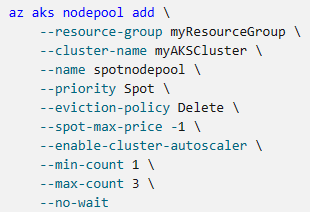 az aks nodepool add \
    --resource-group myResourceGroup \
    --cluster-name myAKSCluster \
    --name spotnodepool \
    --priority Spot \
    --eviction-policy Delete \
    --spot-max-price -1 \
    --enable-cluster-autoscaler \
    --min-count 1 \
    --max-count 3 \
    --no-wait